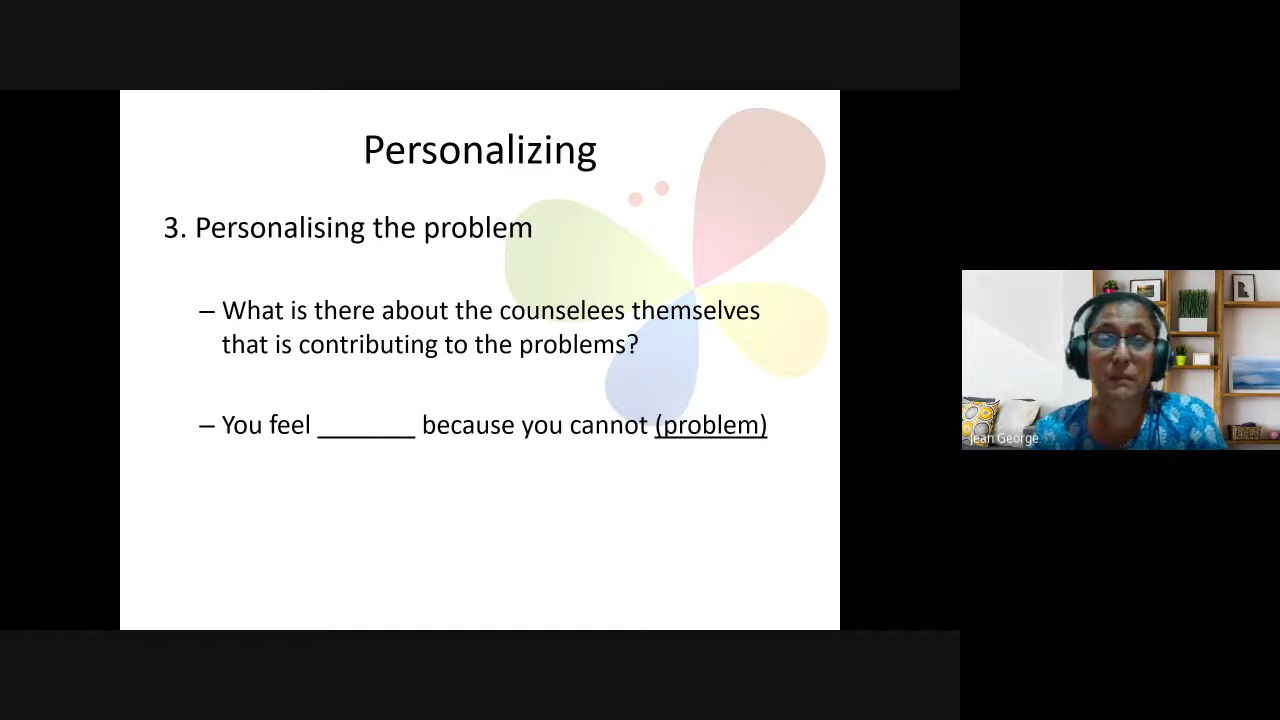 Personalizing
3. Personalising the problem
– What is there about the counselees themselves
that is contributing to the problems?
– You feel _______ because you cannot (problem)
Jean George